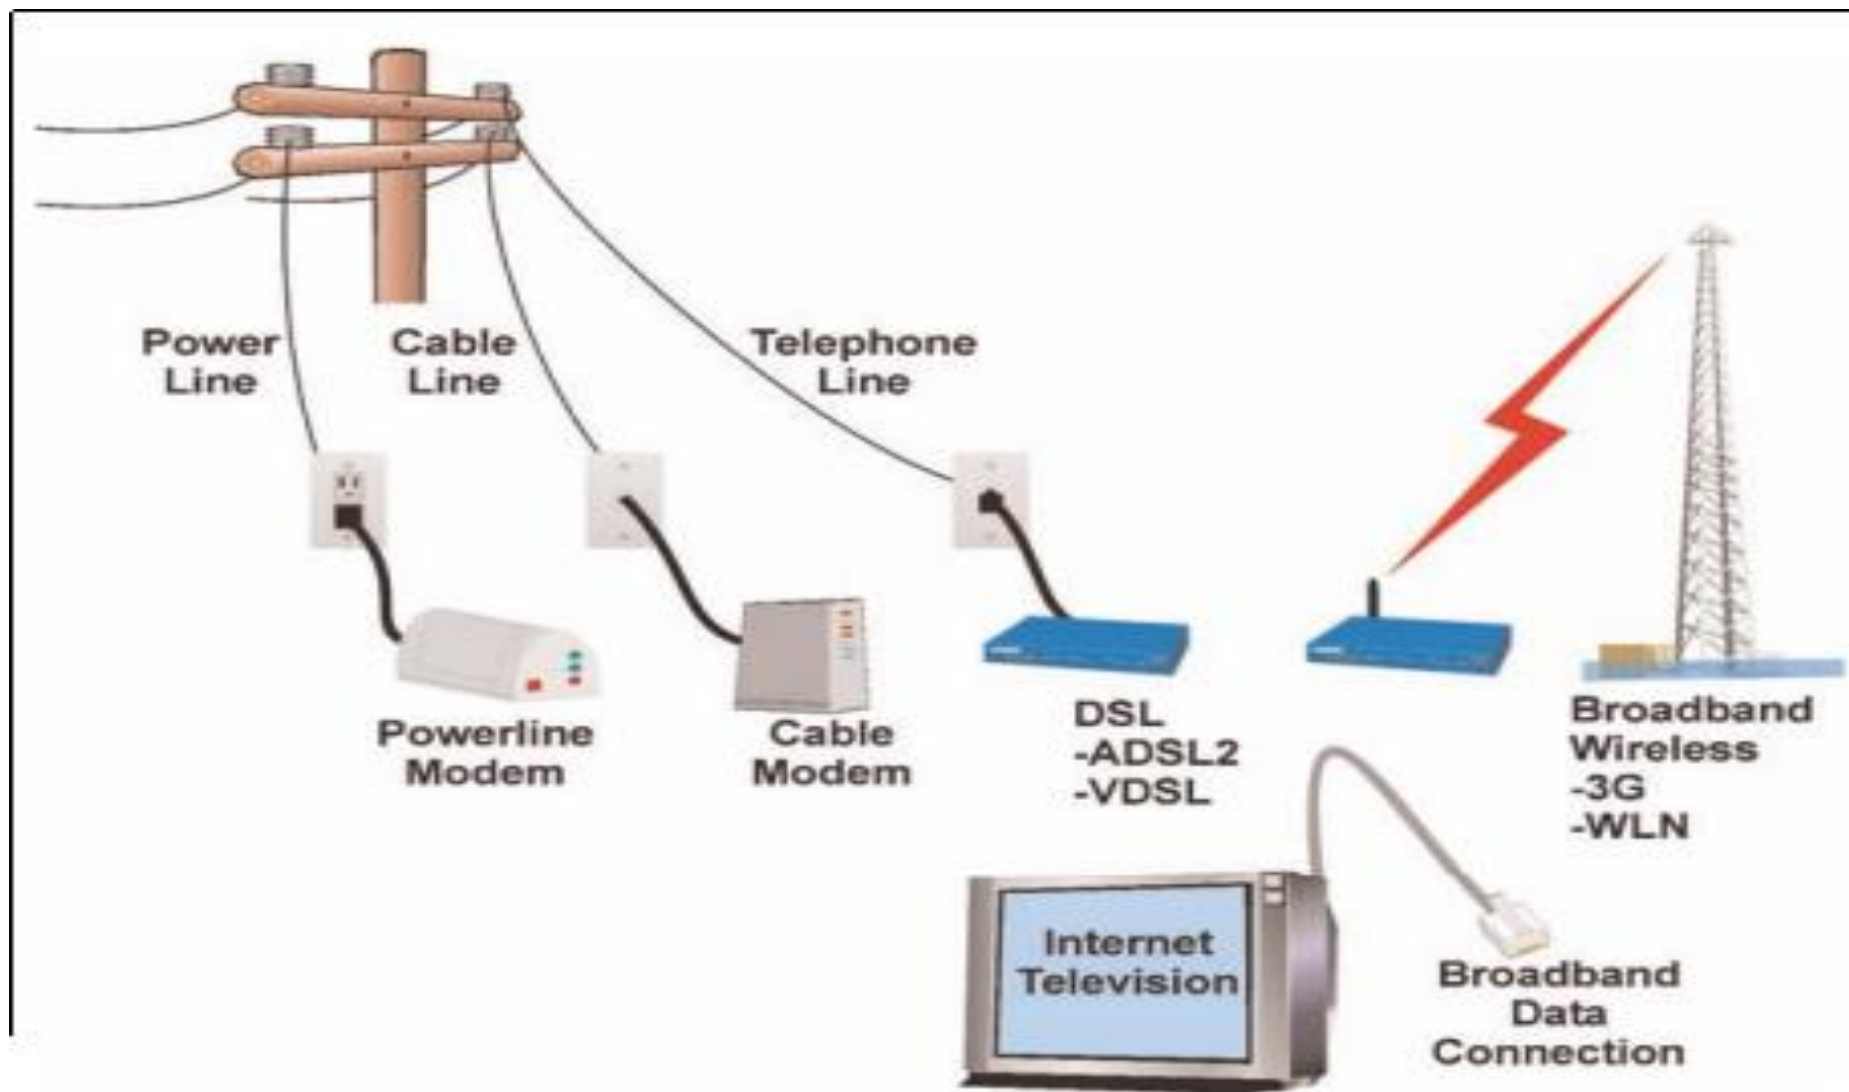 Power
Line
Cable
Line
Telephone
Line
Powerline
Modem
Cable
Modem
DSL
-ADSL2
-VDSL
Broadband
Wireless
-3G
-WLN
Internet
Television
Broadband
Data
Connection